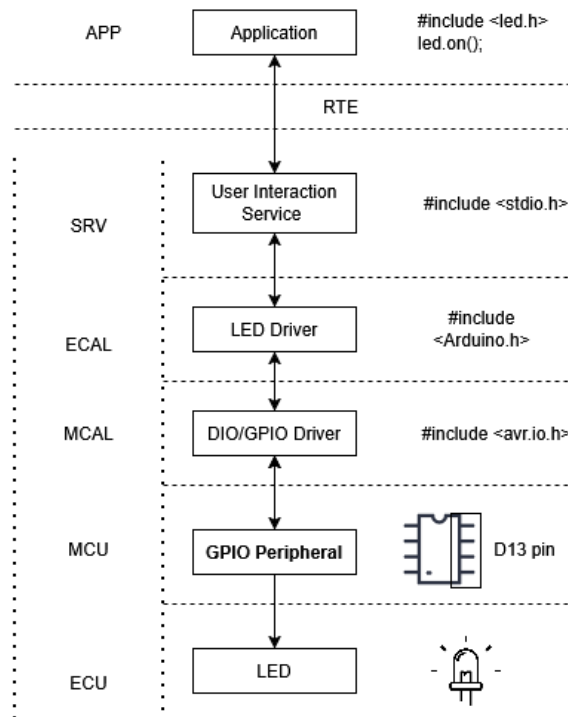 APP
Application
#include <led.h>
led.on();
RTE
SRV
User Interaction
Service
#include <stdio.h>
ECAL
LED Driver
#include
<Arduino.h>
MCAL
DIO/GPIO Driver
#include <avr.io.h>
MCU
GPIO Peripheral
D13 pin
ECU
LED